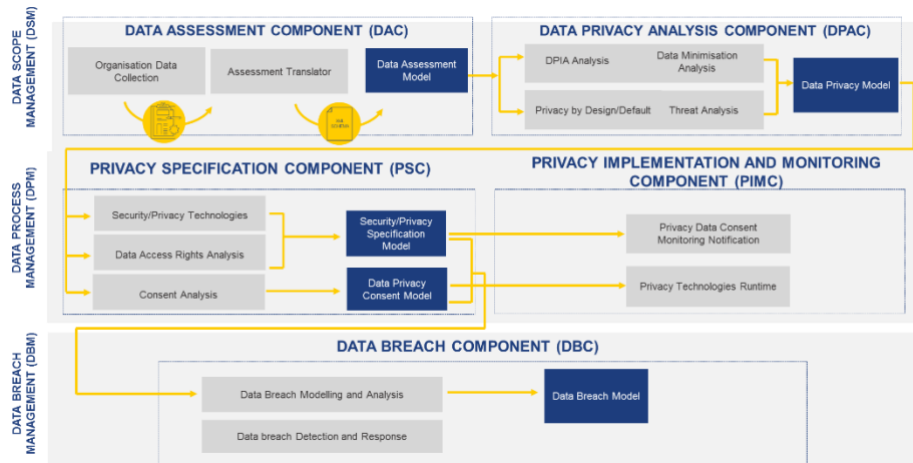 DATA SCOPE
MANAGEMENT (DSM)
DATA ASSESSMENT COMPONENT (DAC)
Organisation Data
Collection
Assessment Translator
Data Assessment
Model
DATA PRIVACY ANALYSIS COMPONENT (DPAC)
DPIA Analysis
Data Minimisation
Analysis
Privacy by Design/Default
Threat Analysis
Data Privacy Model
DATA PROCESS
MANAGEMENT (DPM)
PRIVACY SPECIFICATION COMPONENT (PSC)
Security/Privacy Technologies
Data Access Rights Analysis
Consent Analysis
Security/Privacy
Specification
Model
Data Privacy
Consent Model
PRIVACY IMPLEMENTATION AND MONITORING
COMPONENT (PIMC)
Privacy Data Consent
Monitoring Notification
Privacy Technologies Runtime
DATA BREACH
MANAGEMENT (DBM)
DATA BREACH COMPONENT (DBC)
Data Breach Modelling and Analysis
Data breach Detection and Response
Data Breach Model